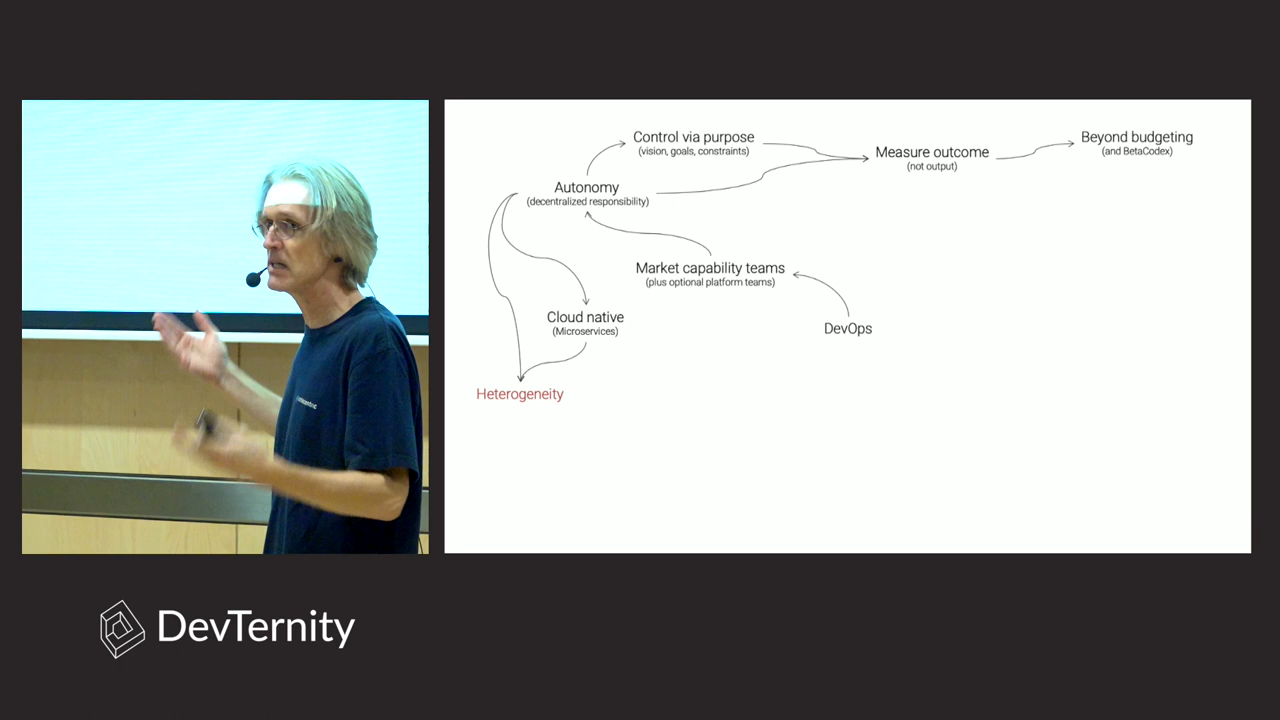 Control via purpose
(vision, goals, constraints)
Measure outcome
(not output)
Beyond budgeting
(and BetaCodex)
Autonomy
(decentralized responsibility)
Market capability teams
(plus optional platform teams)
Cloud native
(Microservices)
DevOps
Heterogeneity
DevTernity